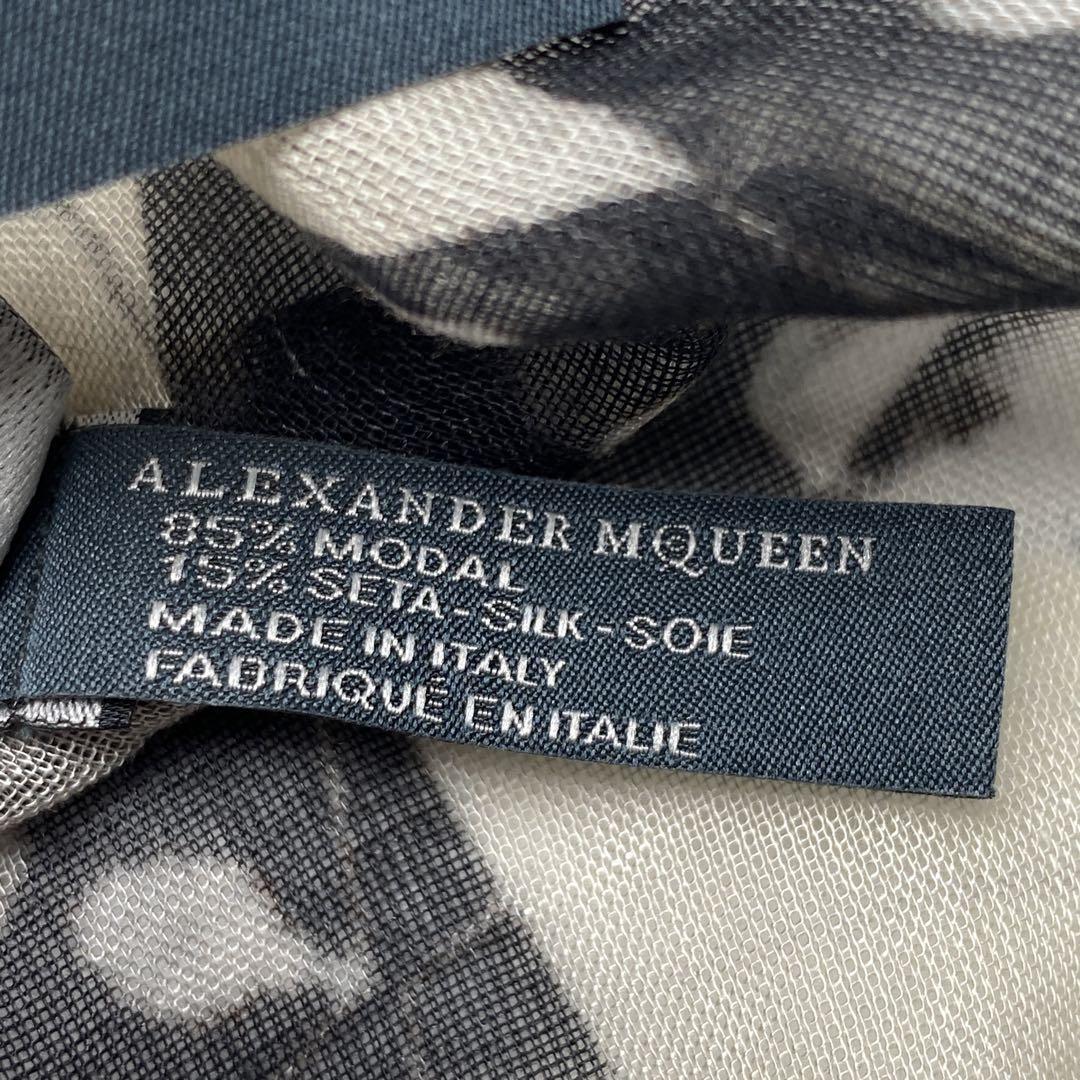 ALEXANDER MQUEEN
85% MODAL
15% SETA-SILK-SOIE
MADE IN ITALY
FABRIQUÉ EN ITALIE